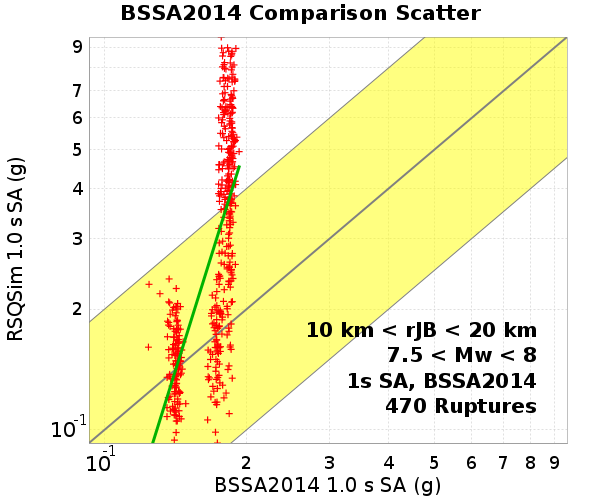 BSSA2014 Comparison Scatter
RSQSim 1.0 s SA (g)
9
7
6
5
4
3
2
10-1
10 km < rJB < 20 km
7.5 < Mw < 8
1s SA, BSSA2014
470 Ruptures
10-1 2 3 4 5 6 7 8 9
BSSA2014 1.0 s SA (g)